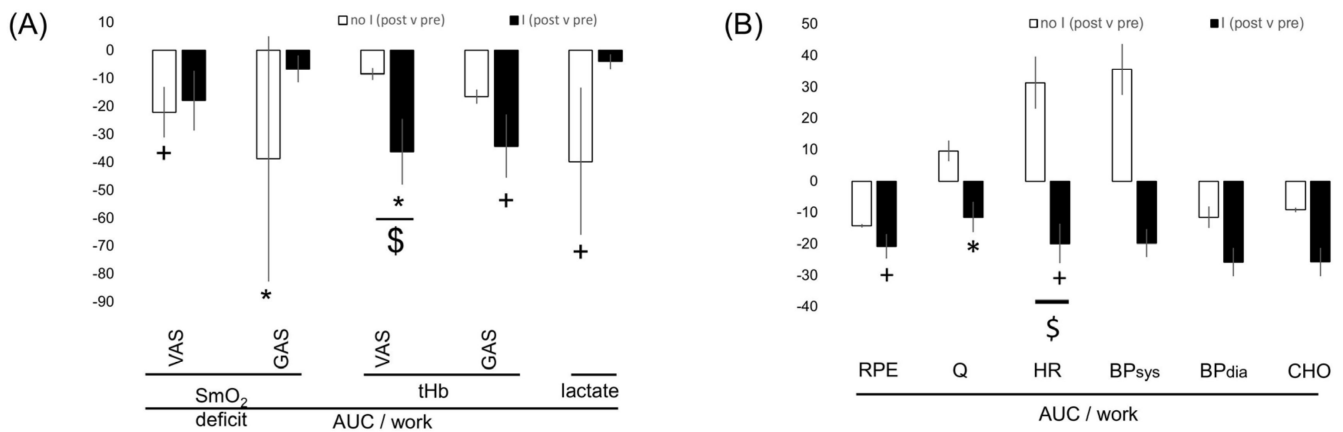 (A)
no I (post v pre) I (post v pre)
10
0
-10
-20
-30
-40
-50
-60
-70
-80
-90
+
*
*
$
+
+
VAS GAS VAS GAS
SmO2 deficit
tHb
lactate
AUC / work
(B)
no I (post v pre) I (post v pre)
50
40
30
20
10
0
-10
-20
-30
-40
+
*
+
$
RPE Q HR BPsys BPdia CHO
AUC / work